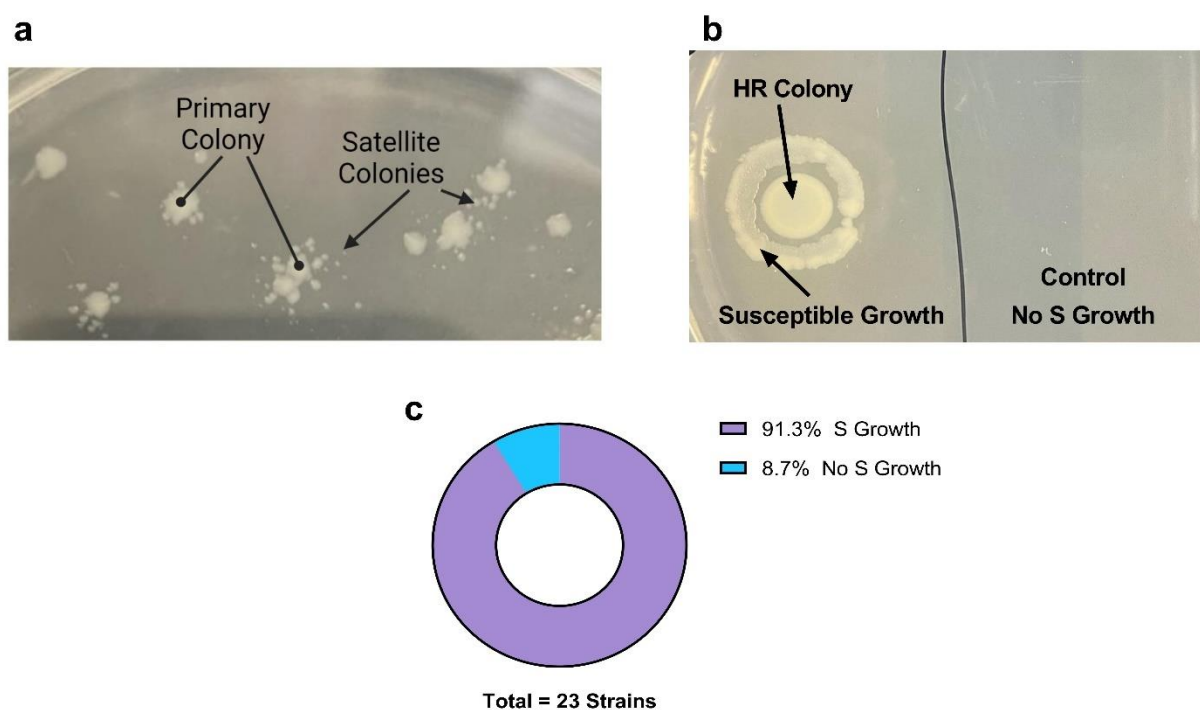 a
Primary
Colony
Satellite
Colonies
b
HR Colony
Susceptible Growth
Control
No S Growth
c
91.3% S Growth
8.7% No S Growth
Total = 23 Strains